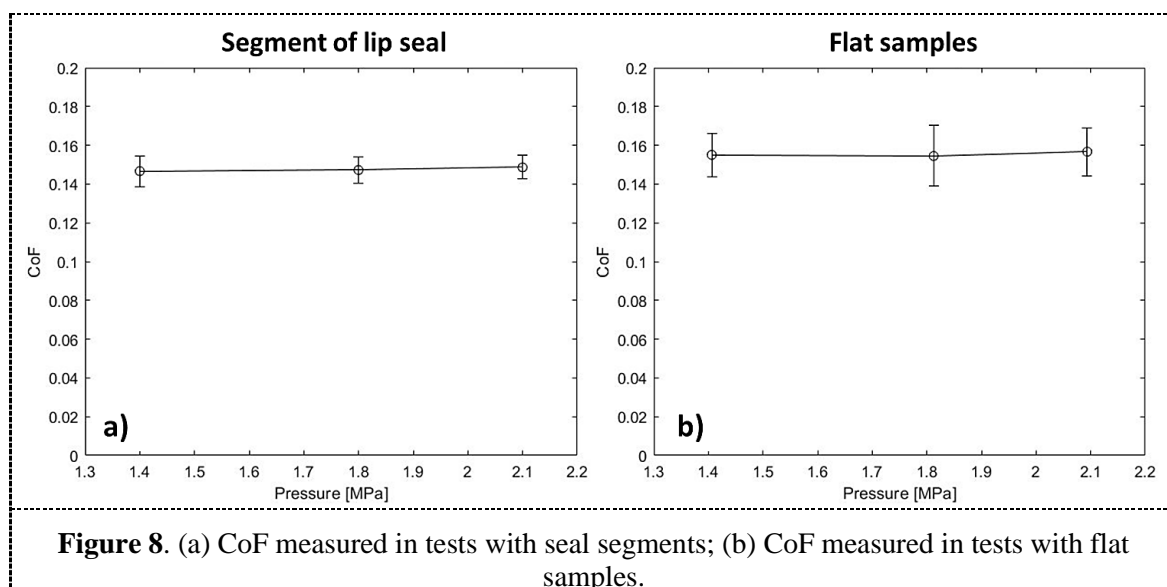 Segment of lip seal
0.2
0.18
0.16
0.14
0.12
0.1
0.08
0.06
0.04
0.02
0
CoF
a)
1.3 1.4 1.5 1.6 1.7 1.8 1.9 2 2.1 2.2
Pressure [MPa]
Flat samples
0.2
0.18
0.16
0.14
0.12
0.1
0.08
0.06
0.04
0.02
0
CoF
b)
1.3 1.4 1.5 1.6 1.7 1.8 1.9 2 2.1 2.2
Pressure [MPa]
Figure 8. (a) CoF measured in tests with seal segments; (b) CoF measured in tests with flat
samples.